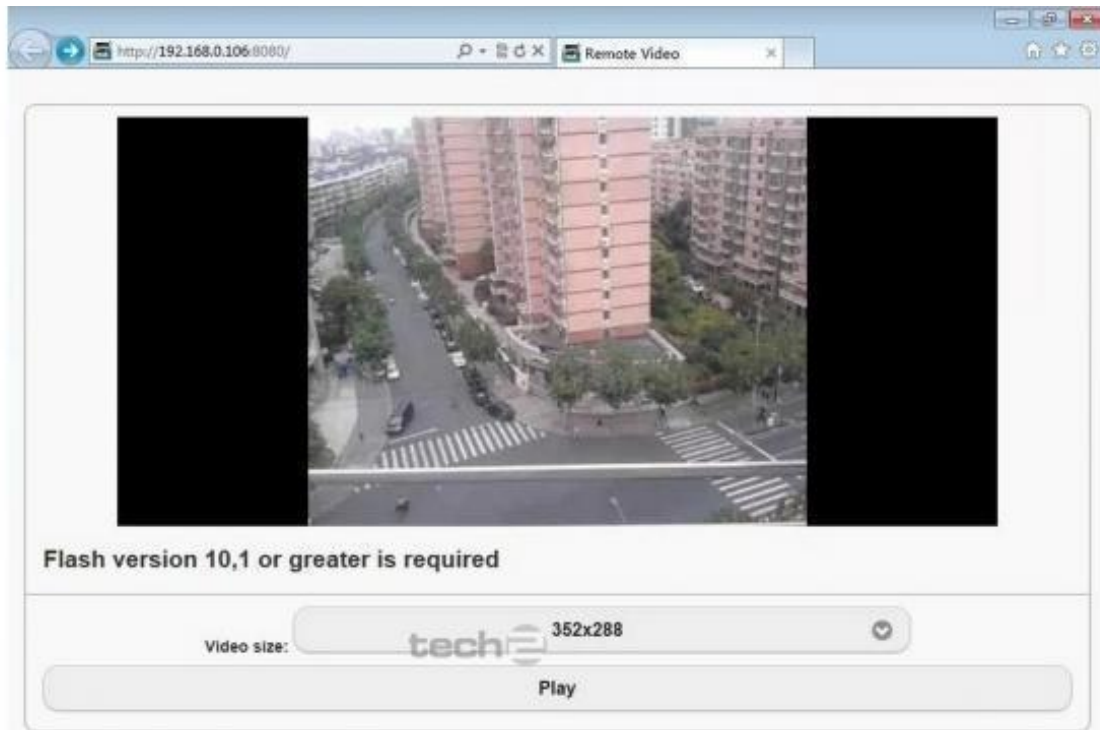 http://192.168.0.106:8080/
Remote Video
Flash version 10,1 or greater is required
Video size:
352x288
tech2
Play